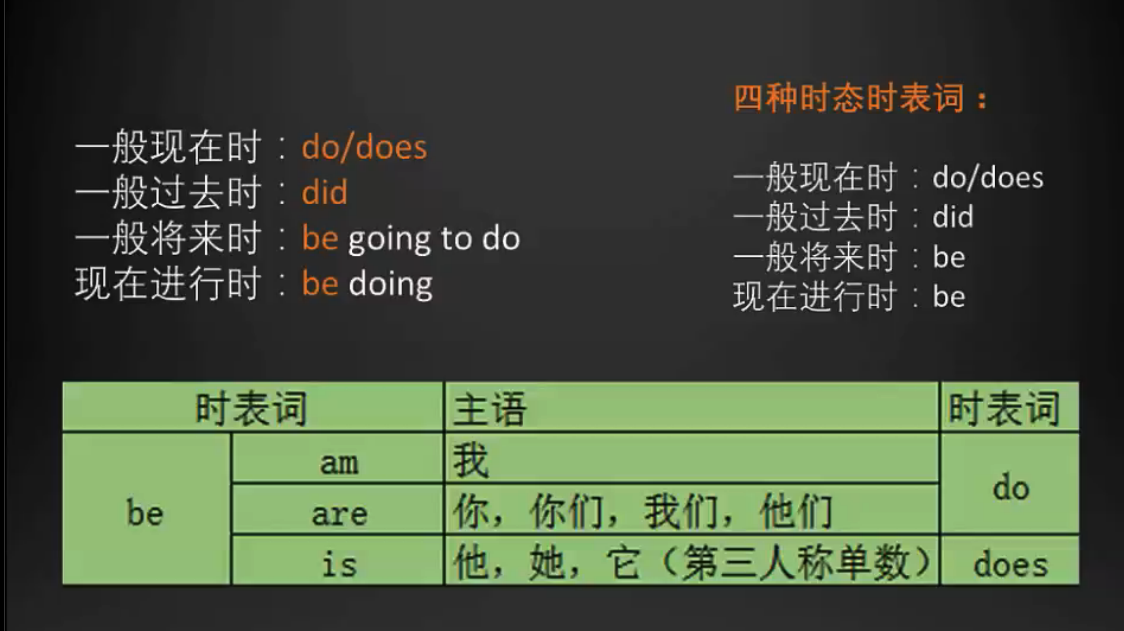 四种时态时表词：
一般现在时：do/does
一般过去时：did
一般将来时：be going to do
现在进行时：be doing
一般现在时：do/does
一般过去时：did
一般将来时：be
现在进行时：be
时表词 主语 时表词
be
am 我
do
are 你，你们，我们，他们
is 他，她，它（第三人称单数） does